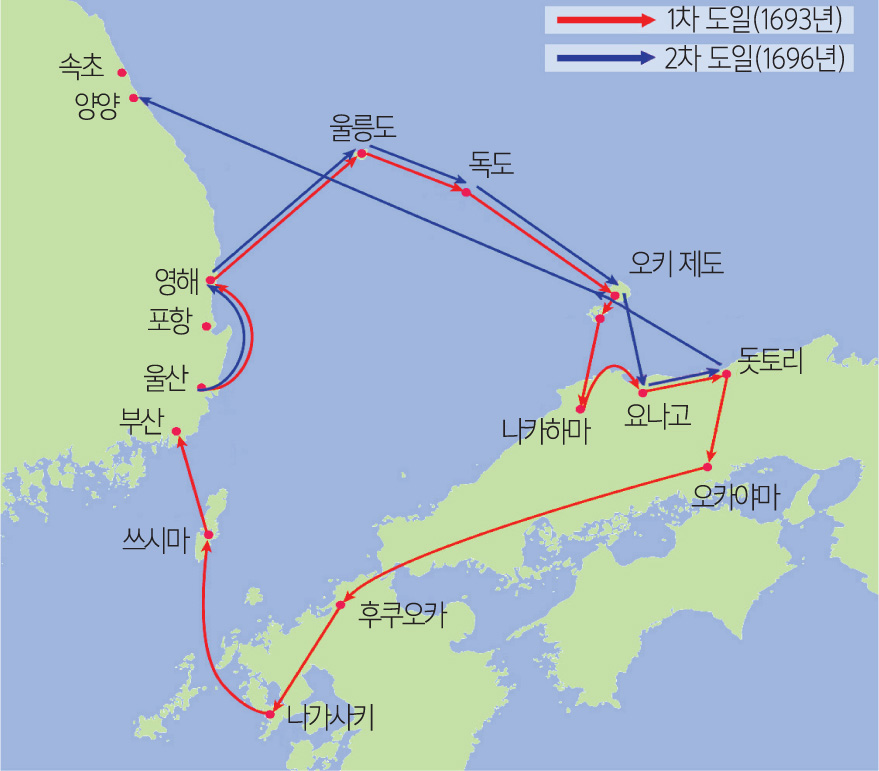 1차 도일(1693년)
2차 도일(1696년)
속초
양양
울릉도
독도
오키 제도
영해
포항
돗토리
울산
부산
나카하마
요나고
오카야마
쓰시마
후쿠오카
나가사키